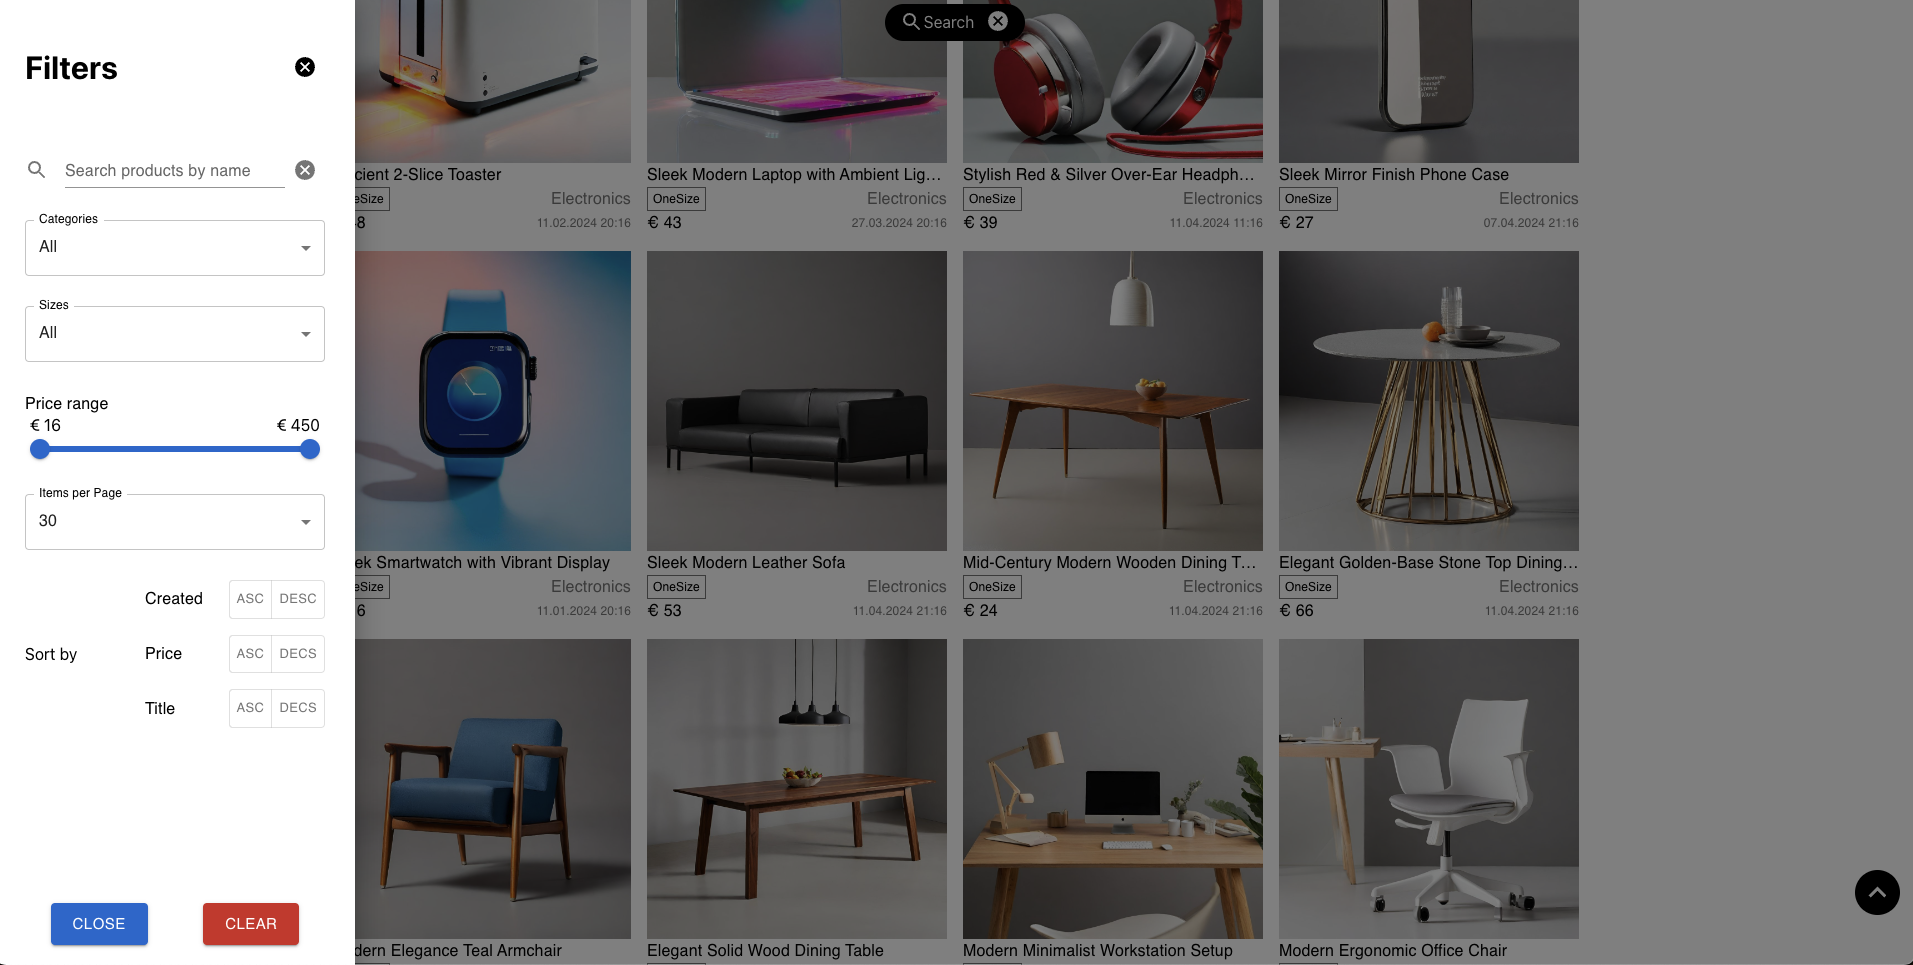 Filters
Search products by name
Categories
All
Sizes
All
Price range
€ 16
€ 450
Items per Page
30
Sort by
Created
ASC
DESC
Price
ASC
DECS
Title
ASC
DECS
CLOSE
CLEAR
Search
cient 2-Slice Toaster
eSize
Electronics
8
11.02.2024 20:16
Sleek Modern Laptop with Ambient Lig...
OneSize
Electronics
€ 43
27.03.2024 20:16
Stylish Red & Silver Over-Ear Headph...
OneSize
Electronics
€ 39
11.04.2024 11:16
Sleek Mirror Finish Phone Case
OneSize
Electronics
€ 27
07.04.2024 21:16
ek Smartwatch with Vibrant Display
eSize
Electronics
6
11.01.2024 20:16
Sleek Modern Leather Sofa
OneSize
Electronics
€ 53
11.04.2024 21:16
Mid-Century Modern Wooden Dining T...
OneSize
Electronics
€ 24
11.04.2024 21:16
Elegant Golden-Base Stone Top Dining...
OneSize
Electronics
€ 66
11.04.2024 21:16
dern Elegance Teal Armchair
Elegant Solid Wood Dining Table
Modern Minimalist Workstation Setup
Modern Ergonomic Office Chair